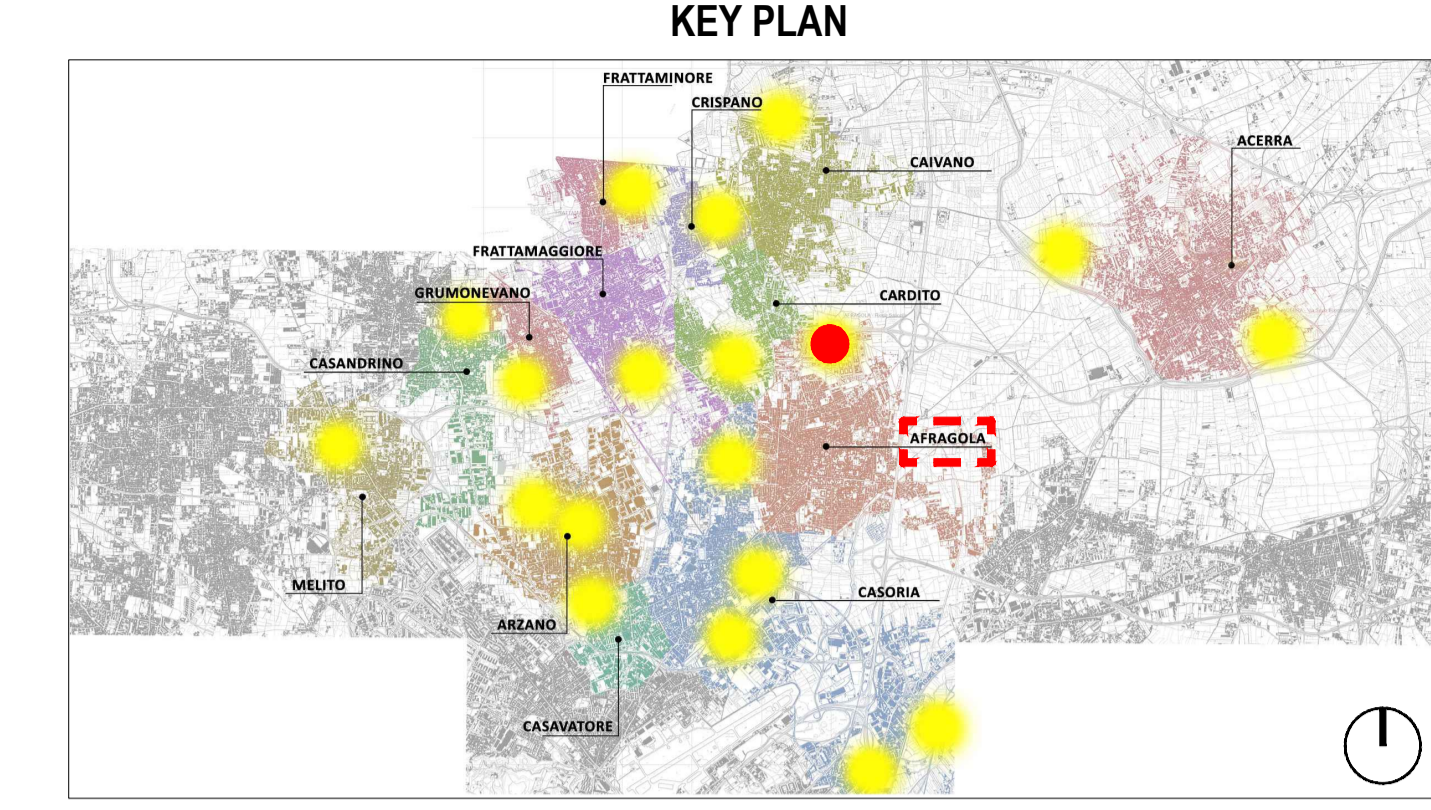 KEY PLAN
FRATTAMINORE
CRISPANO
ACERRA
CAIVANO
FRATTAMAGGIORE
GRUMONEVANO
CARDITO
CASANDRINO
AFRAGOLA
MELITO
CASORIA
ARZANO
CASAVATORE